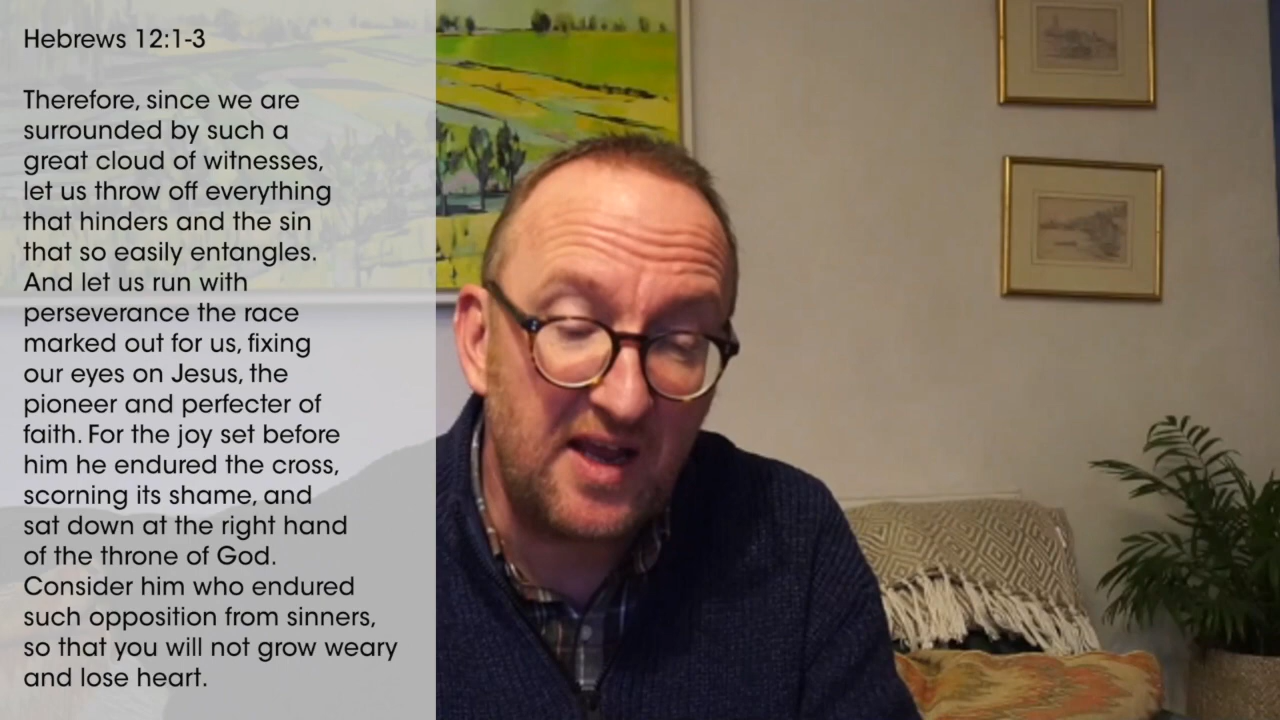 Hebrews 12:1-3
Therefore, since we are
surrounded by such a
great cloud of witnesses,
let us throw off everything
that hinders and the sin
that so easily entangles.
And let us run with
perseverance the race
marked out for us, fixing
our eyes on Jesus, the
pioneer and perfecter of
faith. For the joy set before
him he endured the cross,
scorning its shame, and
sat down at the right hand
of the throne of God.
Consider him who endured
such opposition from sinners,
so that you will not grow weary
and lose heart.